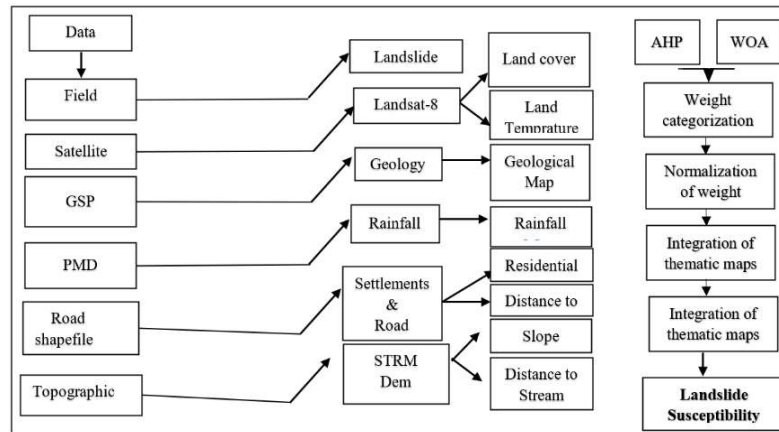 Data
Field
Satellite
GSP
PMD
Road
shapefile
Topographic
Landslide
Landsat-8
Geology
Rainfall
Settlements
&
Road
STRM
Dem
Land cover
Land
Temprature
Geological
Map
Rainfall
Residential
Distance to
Slope
Distance to
Stream
AHP
WOA
Weight
categorization
Normalization
of weight
Integration of
thematic maps
Integration of
thematic maps
Landslide
Susceptibility